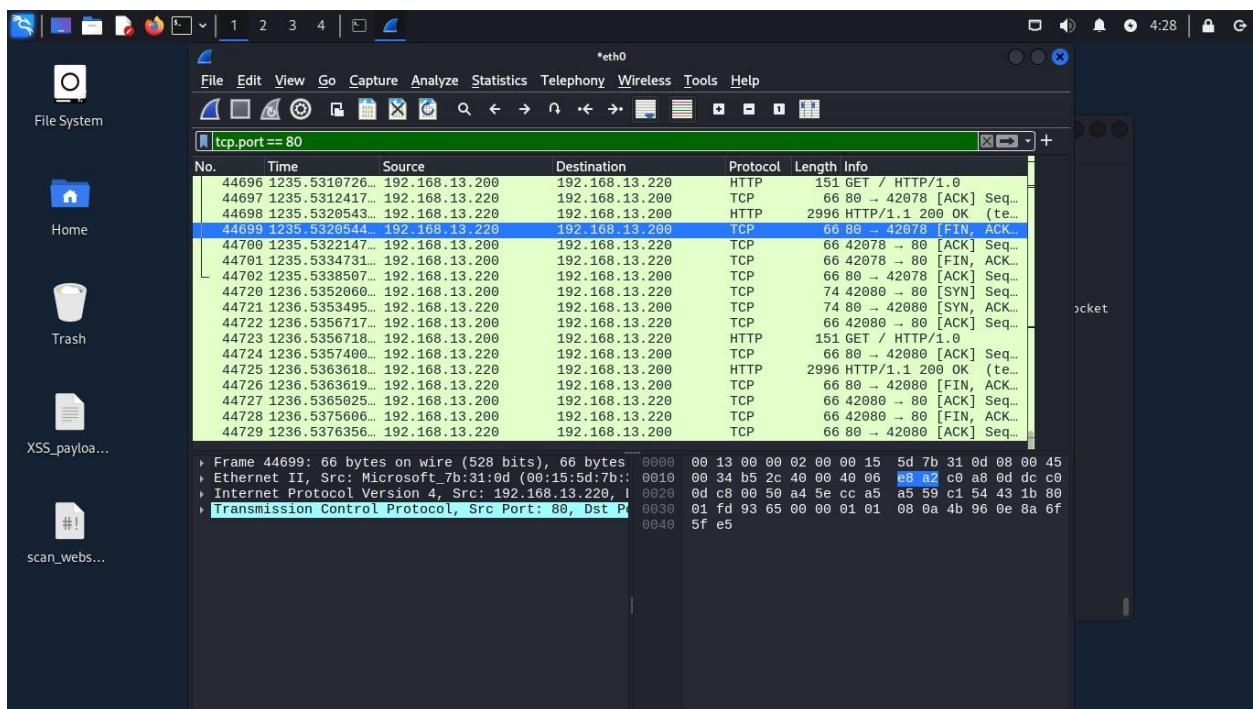 1 2 3 4 4:28
File System
Home
Trash
XSS_payloa...
scan_webs...
*eth0
File Edit View Go Capture Analyze Statistics Telephony Wireless Tools Help
tcp.port == 80
No. Time Source Destination Protocol Length Info
44696 1235.5310726… 192.168.13.200 192.168.13.220 HTTP 151 GET / HTTP/1.0
44697 1235.5312417… 192.168.13.220 192.168.13.200 TCP 66 80 → 42078 [ACK] Seq…
44698 1235.5320543… 192.168.13.220 192.168.13.200 HTTP 2996 HTTP/1.1 200 OK (te…
44699 1235.5320544… 192.168.13.220 192.168.13.200 TCP 66 80 → 42078 [FIN, ACK…
44700 1235.5322147… 192.168.13.200 192.168.13.220 TCP 66 42078 → 80 [ACK] Seq…
44701 1235.5334731… 192.168.13.200 192.168.13.220 TCP 66 42078 → 80 [FIN, ACK…
44702 1235.5338507… 192.168.13.220 192.168.13.200 TCP 66 80 → 42078 [ACK] Seq…
44720 1236.5352060… 192.168.13.200 192.168.13.220 TCP 74 42080 → 80 [SYN] Seq…
44721 1236.5353495… 192.168.13.220 192.168.13.200 TCP 74 80 → 42080 [SYN, ACK…
44722 1236.5356717… 192.168.13.200 192.168.13.220 TCP 66 42080 → 80 [ACK] Seq…
44723 1236.5356718… 192.168.13.200 192.168.13.220 HTTP 151 GET / HTTP/1.0
44724 1236.5357400… 192.168.13.220 192.168.13.200 TCP 66 80 → 42080 [ACK] Seq…
44725 1236.5363618… 192.168.13.220 192.168.13.200 HTTP 2996 HTTP/1.1 200 OK (te…
44726 1236.5363619… 192.168.13.220 192.168.13.200 TCP 66 80 → 42080 [FIN, ACK…
44727 1236.5365025… 192.168.13.200 192.168.13.220 TCP 66 42080 → 80 [ACK] Seq…
44728 1236.5375606… 192.168.13.200 192.168.13.220 TCP 66 42080 → 80 [FIN, ACK…
44729 1236.5376356… 192.168.13.220 192.168.13.200 TCP 66 80 → 42080 [ACK] Seq…
Frame 44699: 66 bytes on wire (528 bits), 66 bytes
Ethernet II, Src: Microsoft_7b:31:0d (00:15:5d:7b:
Internet Protocol Version 4, Src: 192.168.13.220,
Transmission Control Protocol, Src Port: 80, Dst Po
0000 00 13 00 00 02 00 00 15 5d 7b 31 0d 08 00 45
0010 00 34 b5 2c 40 00 40 06 e8 a2 c0 a8 0d dc c0
0020 0d c8 00 50 a4 5e cc a5 a5 59 c1 54 43 1b 80
0030 01 fd 93 65 00 00 01 01 08 0a 4b 96 0e 8a 6f
0040 5f e5
ocket